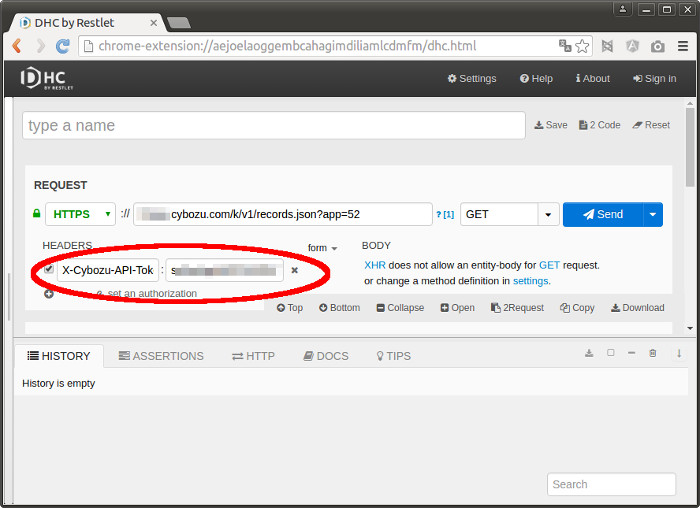 DHC by Restlet
chrome-extension://aejoelaoggembcahagimdiliamlcdmfm/dhc.html
DHC
BY RESTLET
Settings Help About Sign in
type a name
Save 2 Code Reset
REQUEST
HTTPS :// cybozu.com/k/v1/records.json?app=52 ? [1] GET Send
HEADERS form BODY
X-Cybozu-API-Tok : s
XHR does not allow an entity-body for GET request.
or change a method definition in settings.
set an authorization
Top Bottom Collapse Open 2Request Copy Download
HISTORY ASSERTIONS HTTP DOCS TIPS
History is empty
Search